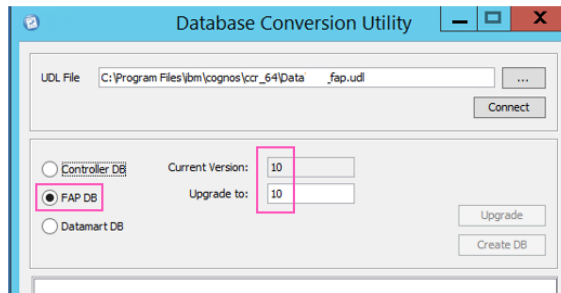 Database Conversion Utility
UDL File C:\Program Files\ibm\cognos\ccr_64\Data\ _fap.udl ...
Connect
Controller DB Current Version: 10
FAP DB Upgrade to: 10
Datamart DB Upgrade
Create DB